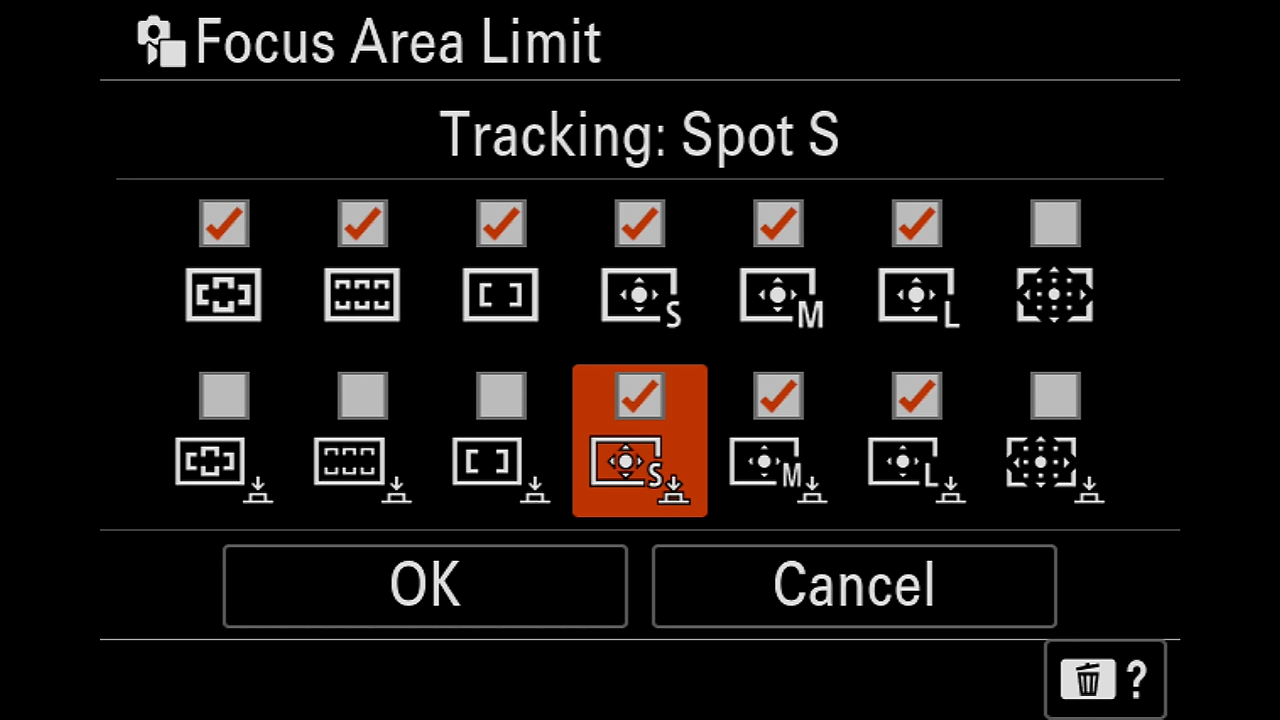 Focus Area Limit
Tracking: Spot S
S M L
S M L
OK Cancel
?